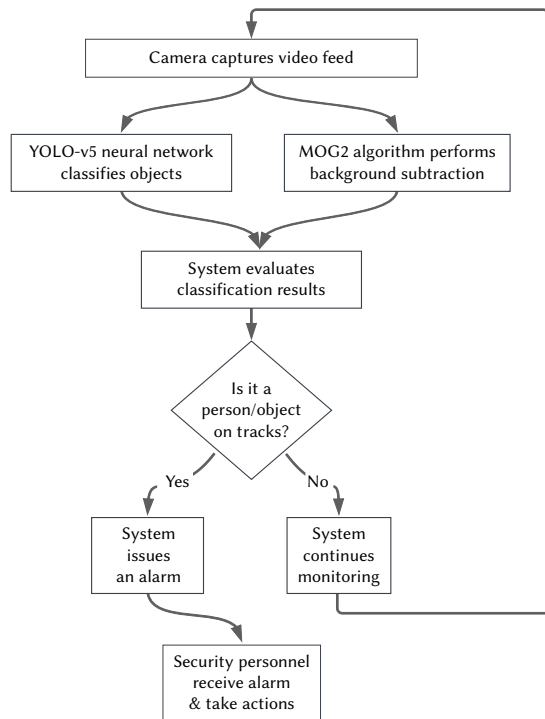 Camera captures video feed
YOLO-v5 neural network
classifies objects
MOG2 algorithm performs
background subtraction
System evaluates
classification results
Is it a
person/object
on tracks?
Yes
No
System
issues
an alarm
System
continues
monitoring
Security personnel
receive alarm
& take actions